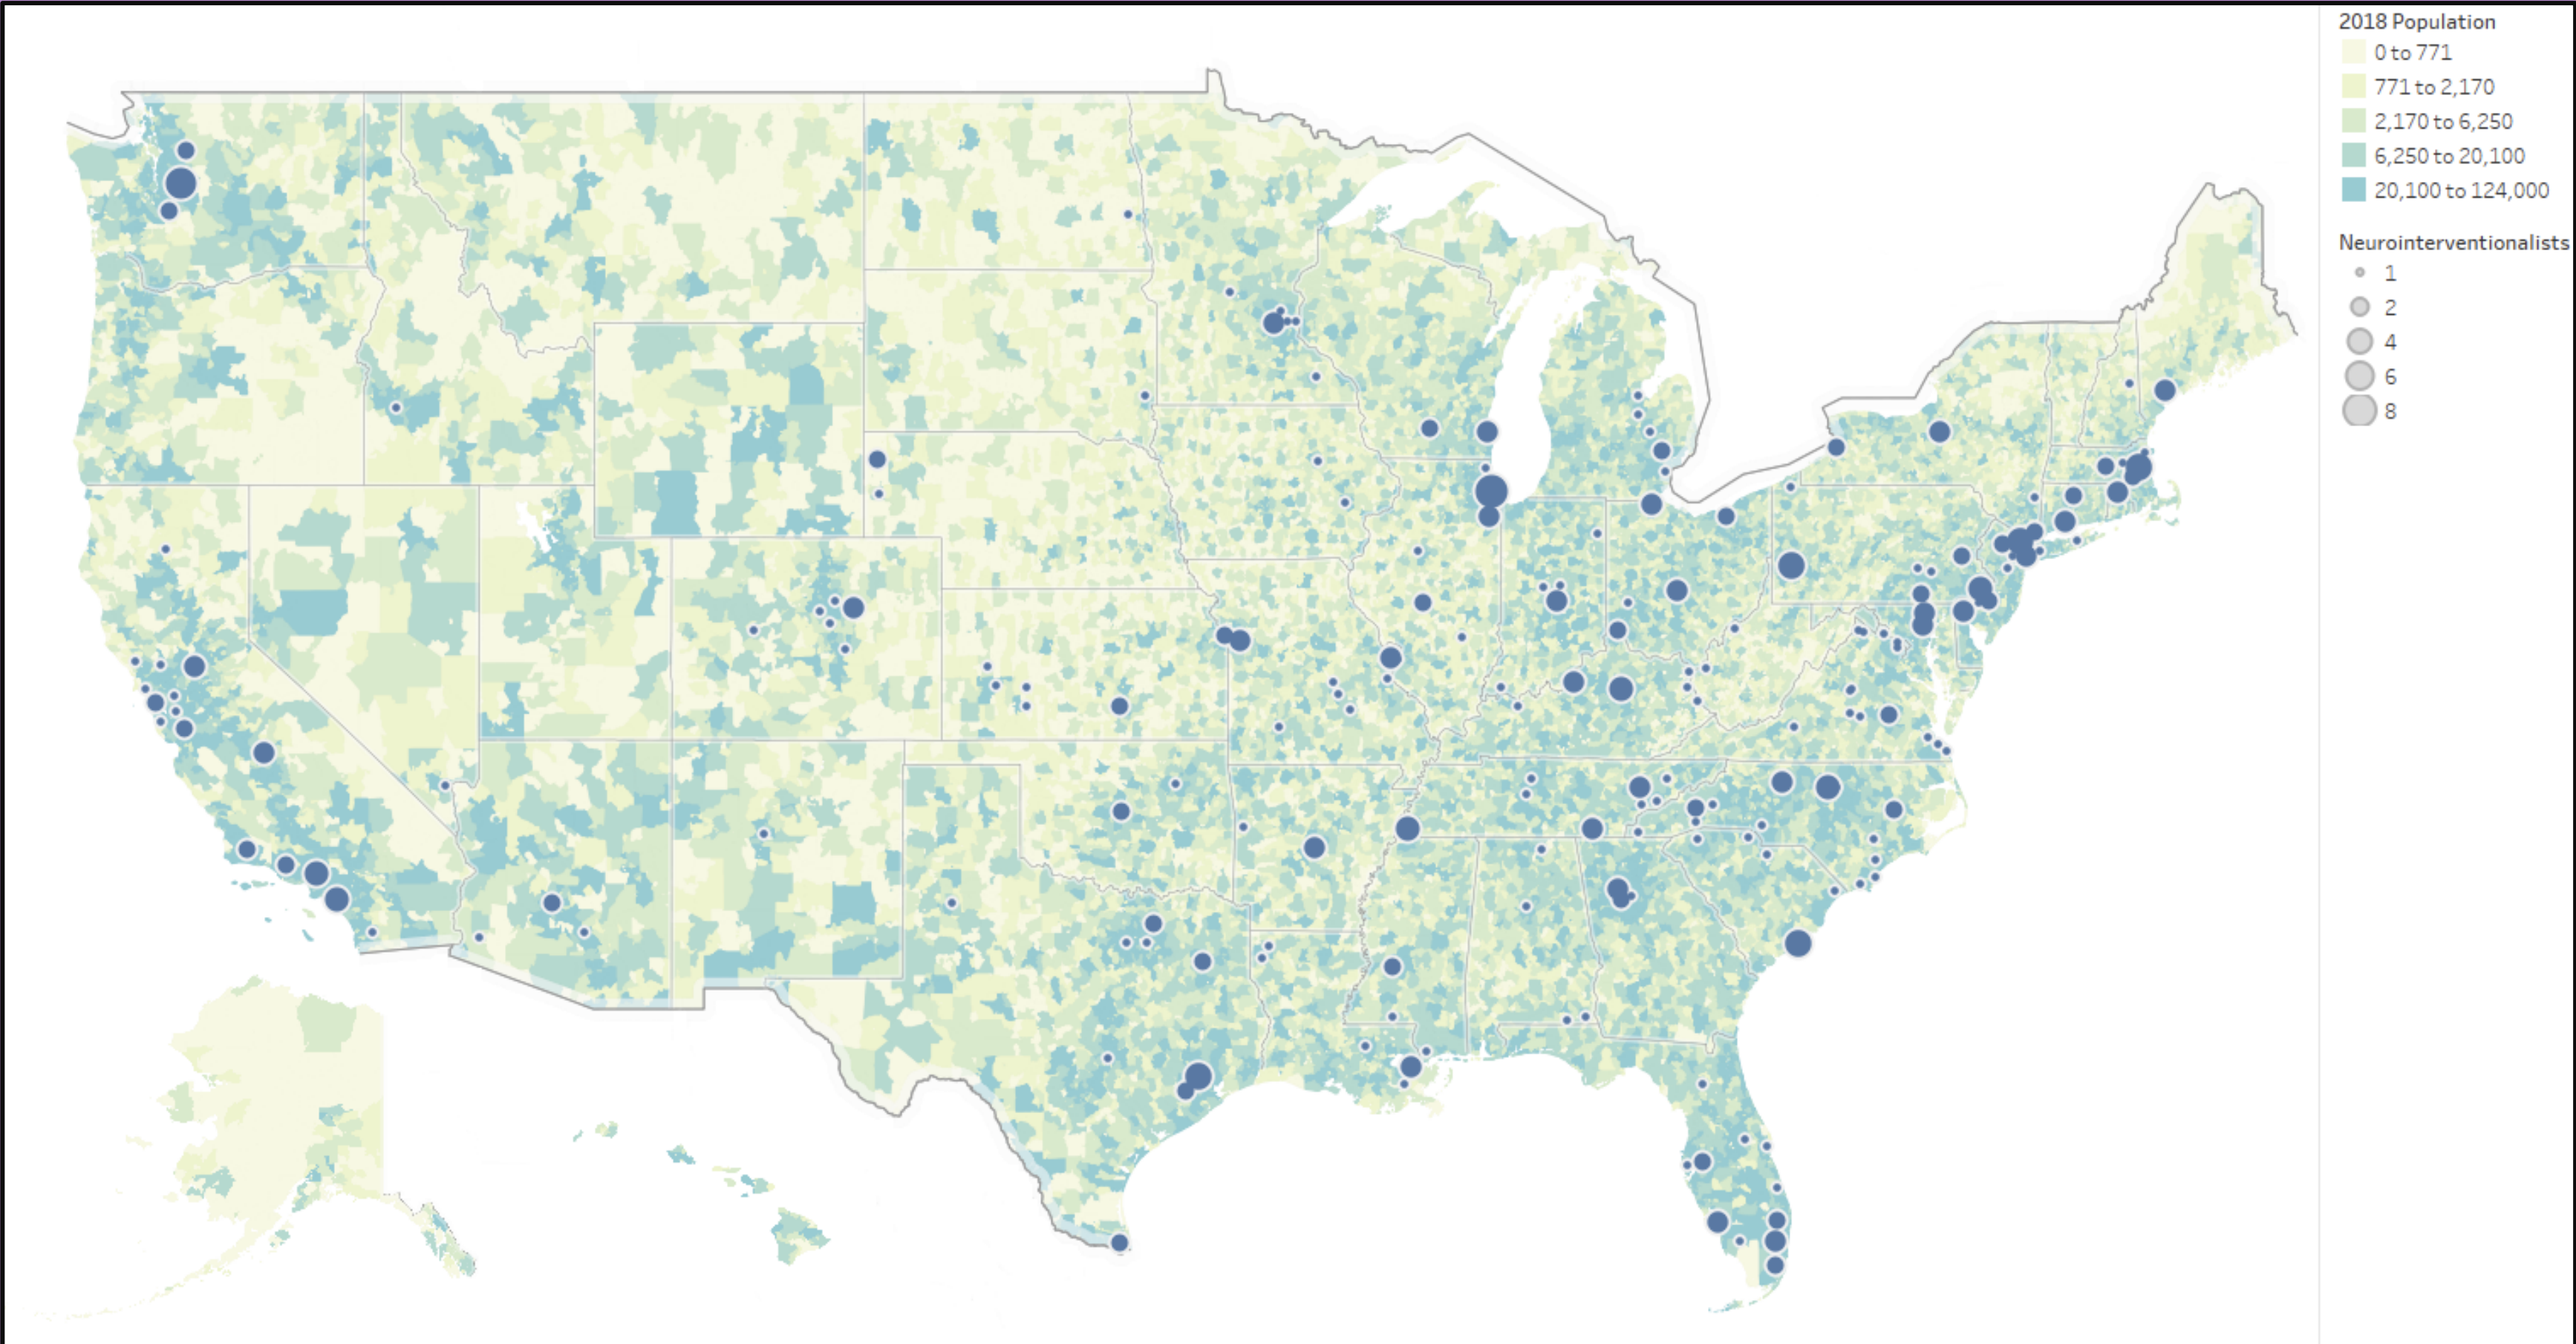 2018 Population
0 to 771
771 to 2,170
2,170 to 6,250
6,250 to 20,100
20,100 to 124,000
Neurointerventionalists
1
2
4
6
8